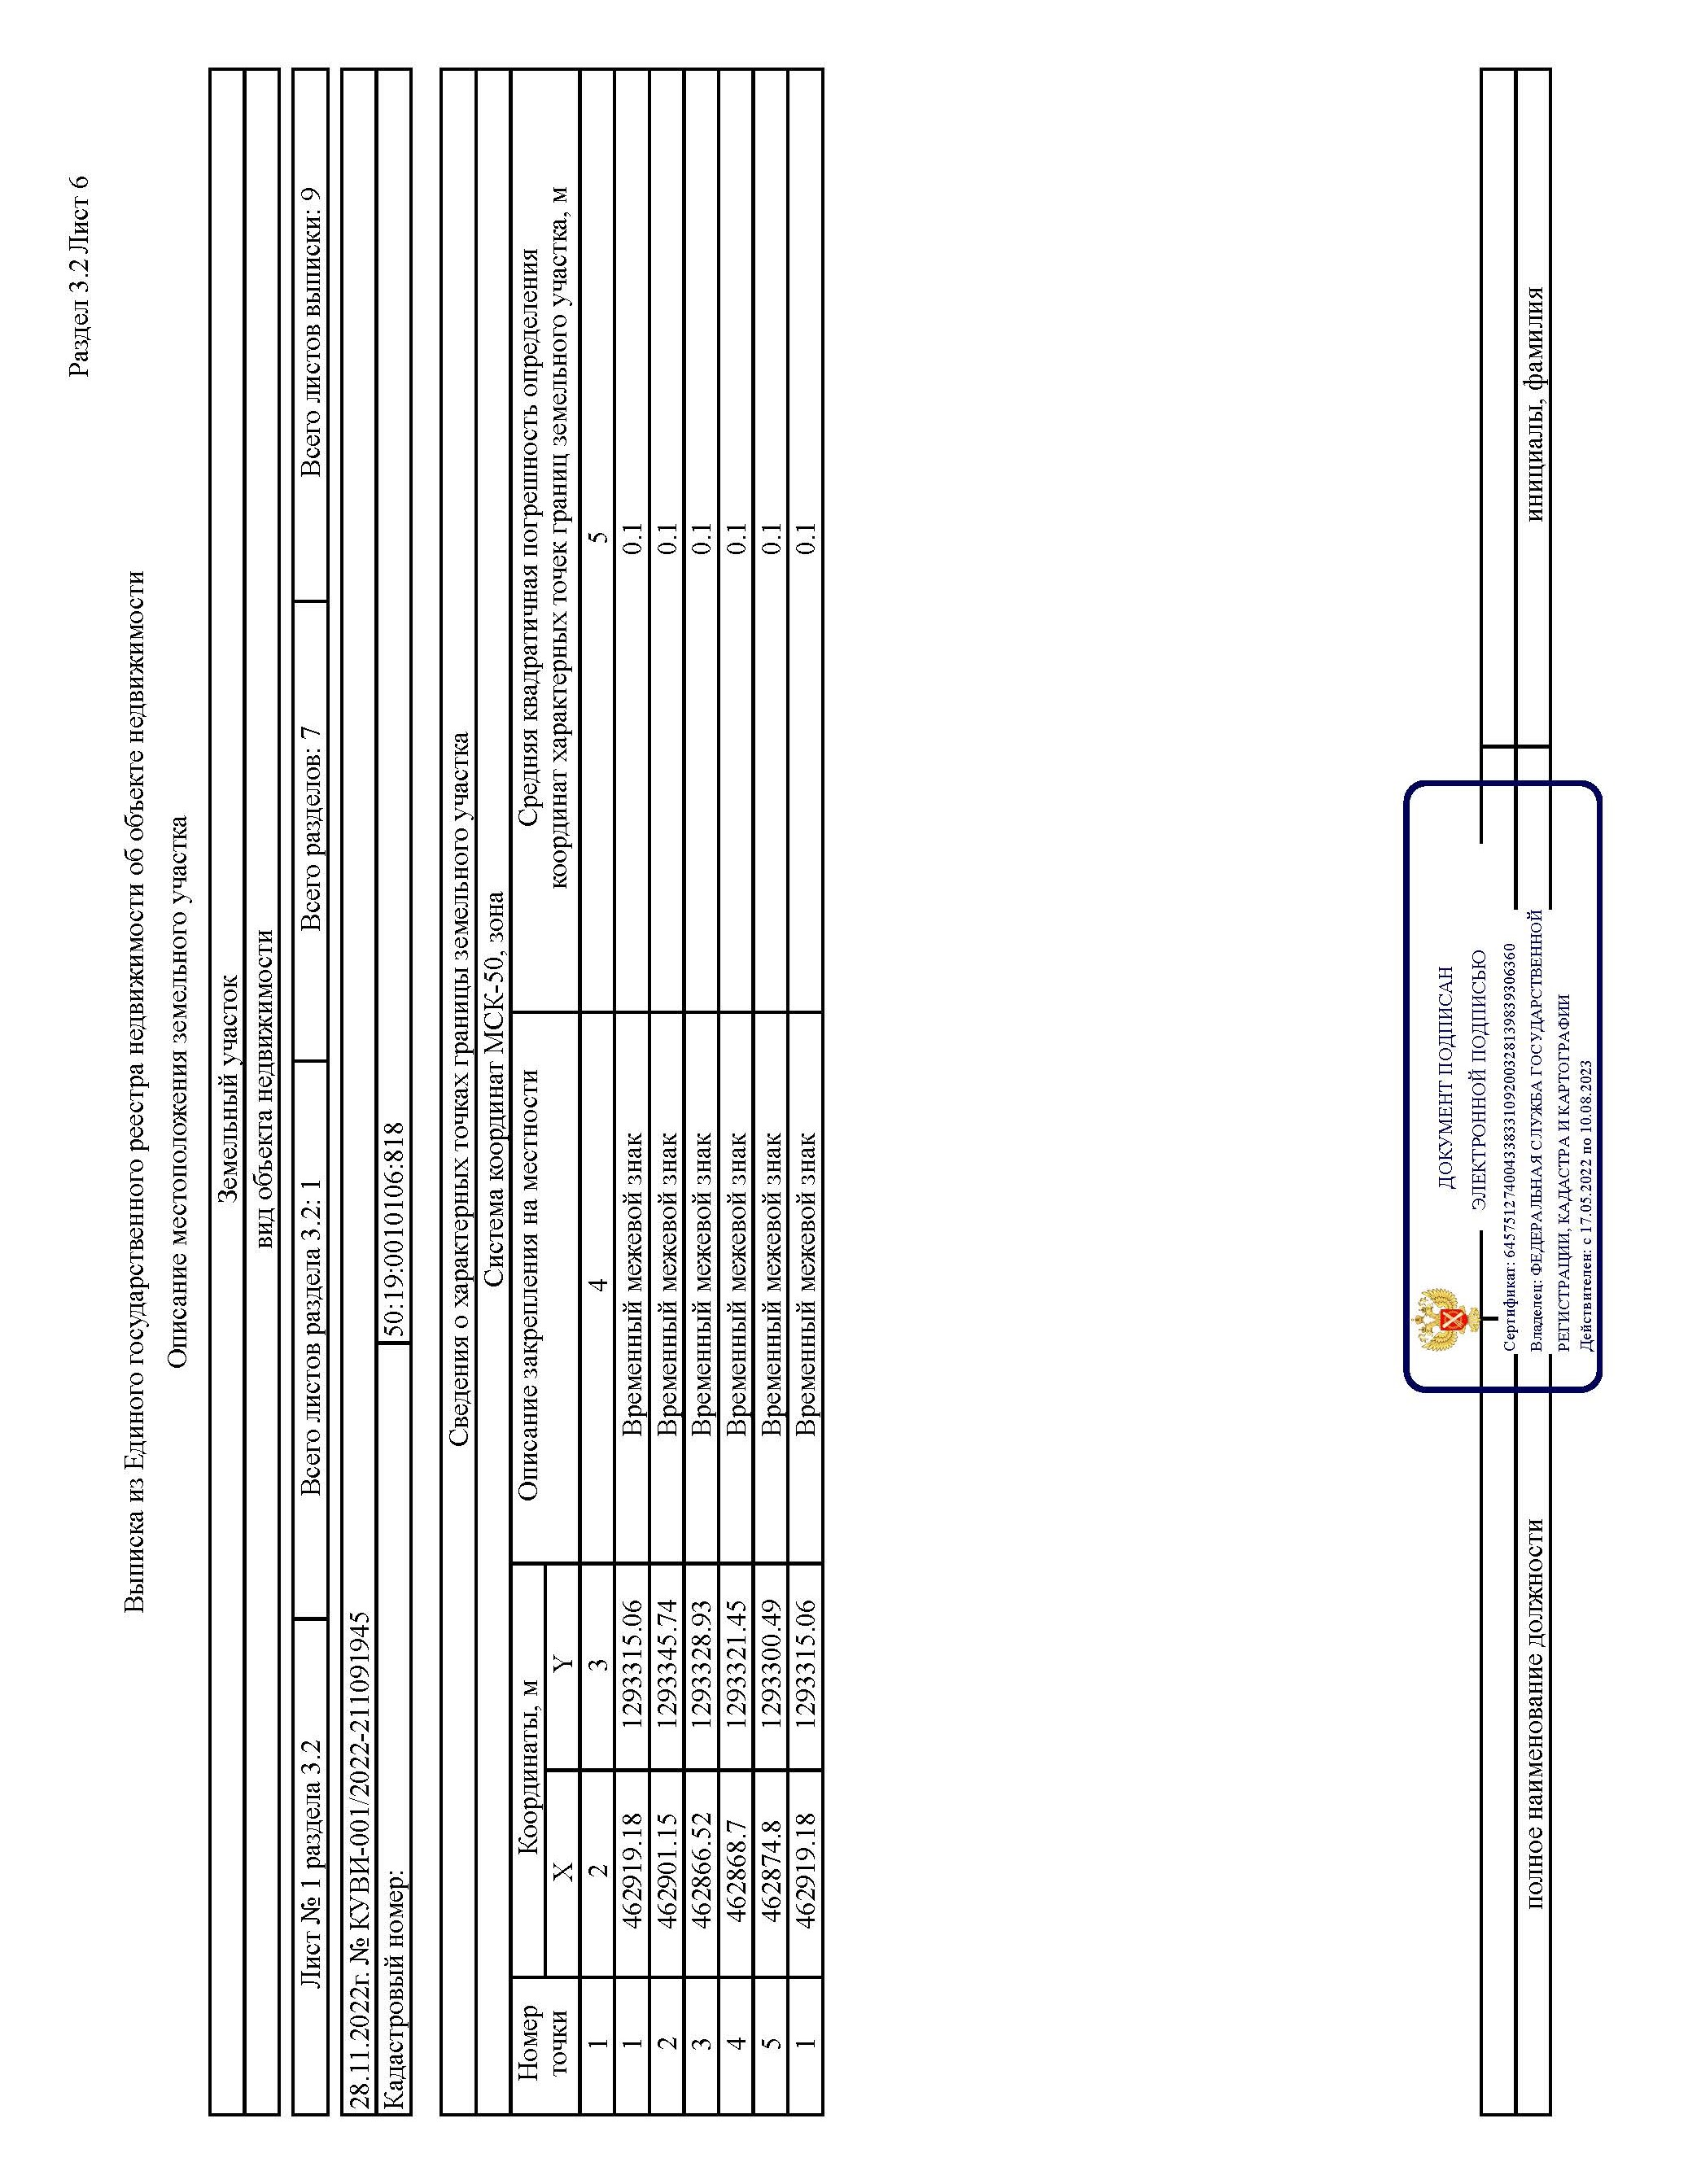 Раздел 3.2 Лист 6
Выписка из Единого государственного реестра недвижимости об объекте недвижимости
Описание местоположения земельного участка
Земельный участок
вид объекта недвижимости
Лист № 1 раздела 3.2 Всего листов раздела 3.2: 1 Всего разделов: 7 Всего листов выписки: 9
28.11.2022г. № КУВИ-001/2022-211091945
Кадастровый номер: 50:19:0010106:818
Сведения о характерных точках границы земельного участка
Система координат МСК-50, зона
Номер точки Координаты, м Описание закрепления на местности Средняя квадратичная погрешность определения
координат характерных точек границ земельного участка, м
X Y
1 2 3 4 5
1 462919.18 1293315.06 Временный межевой знак 0.1
2 462901.15 1293345.74 Временный межевой знак 0.1
3 462866.52 1293328.93 Временный межевой знак 0.1
4 462868.7 1293321.45 Временный межевой знак 0.1
5 462874.8 1293300.49 Временный межевой знак 0.1
1 462919.18 1293315.06 Временный межевой знак 0.1
ДОКУМЕНТ ПОДПИСАН
ЭЛЕКТРОННОЙ ПОДПИСЬЮ
Сертификат: 645751274004338331092003281398393063​60
Владелец: ФЕДЕРАЛЬНАЯ СЛУЖБА ГОСУДАРСТВЕННОЙ
РЕГИСТРАЦИИ, КАДАСТРА И КАРТОГРАФИИ
Действителен: с 17.05.2022 по 10.08.2023
полное наименование должности инициалы, фамилия